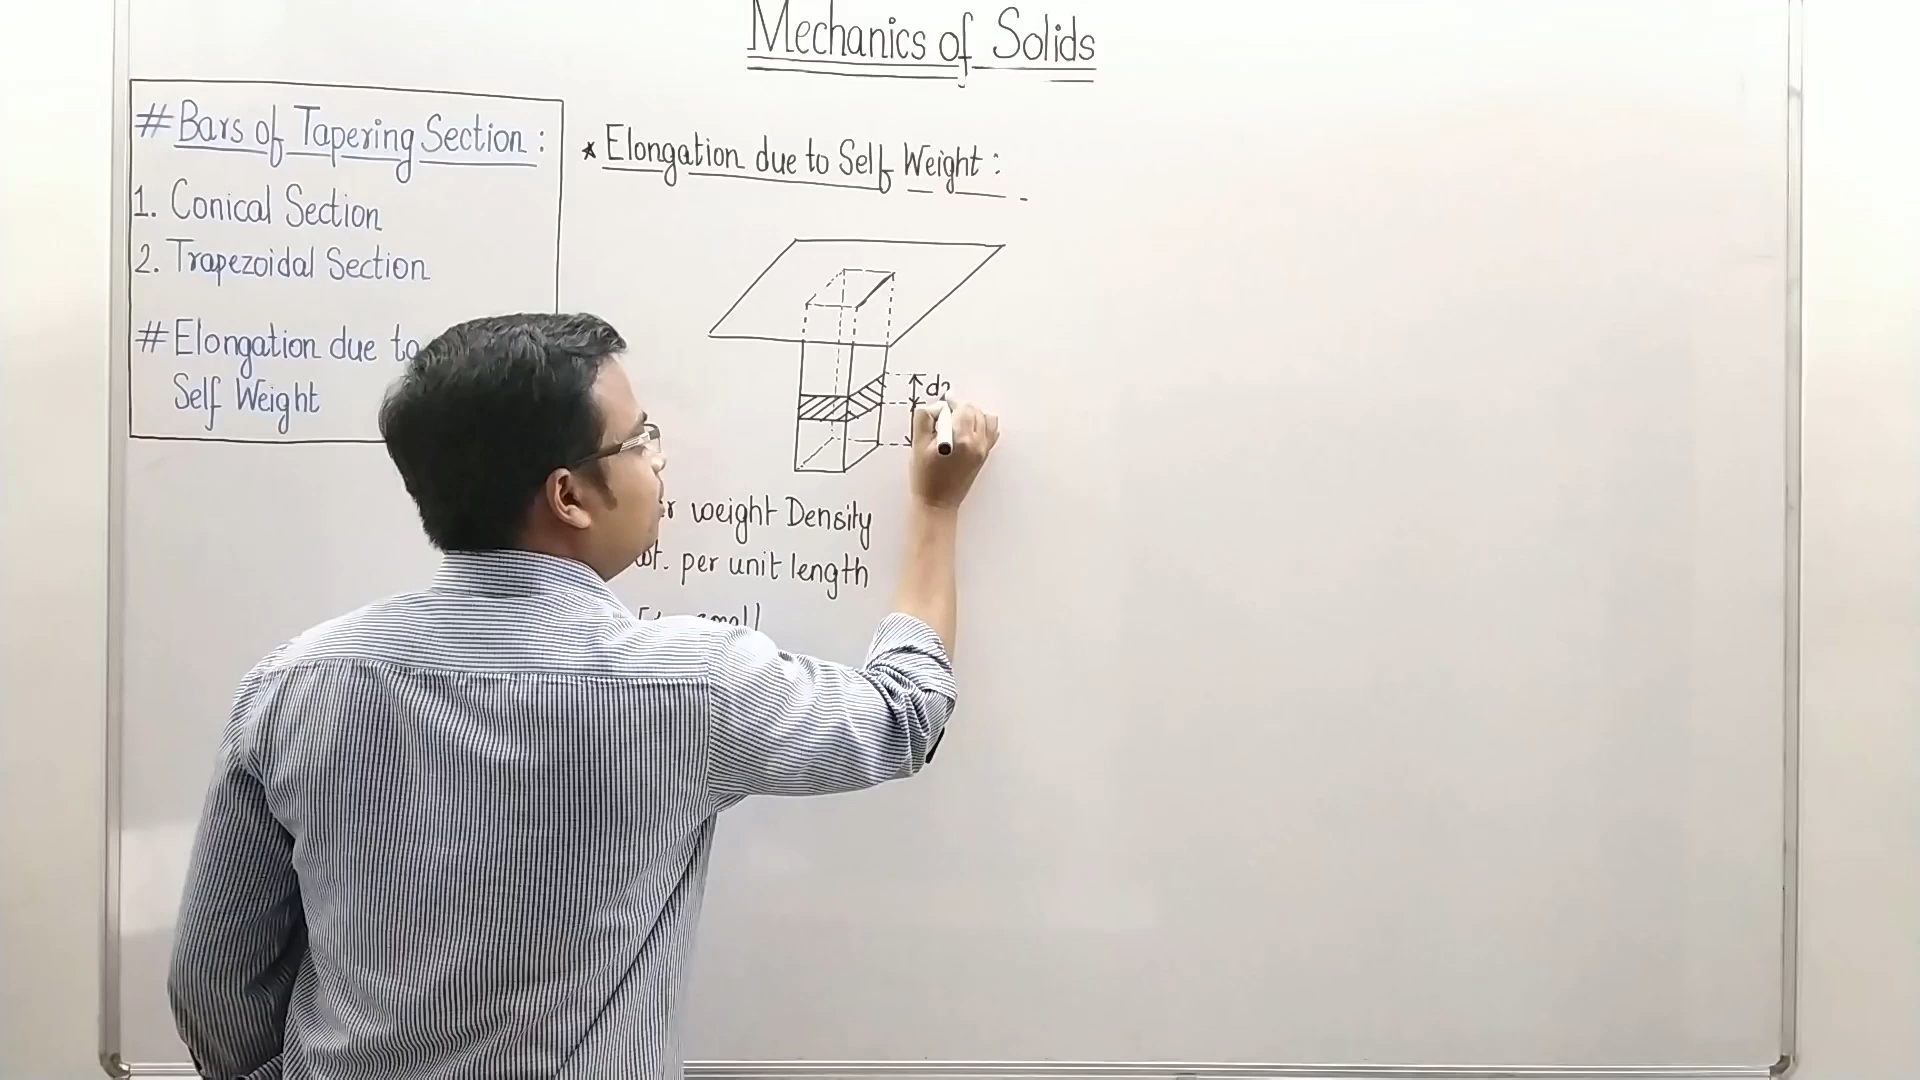 Mechanics of Solids
# Bars of Tapering Section :
1. Conical Section
2. Trapezoidal Section
# Elongation due to
Self Weight
* Elongation due to Self Weight :
weight Density
wt. per unit length
small